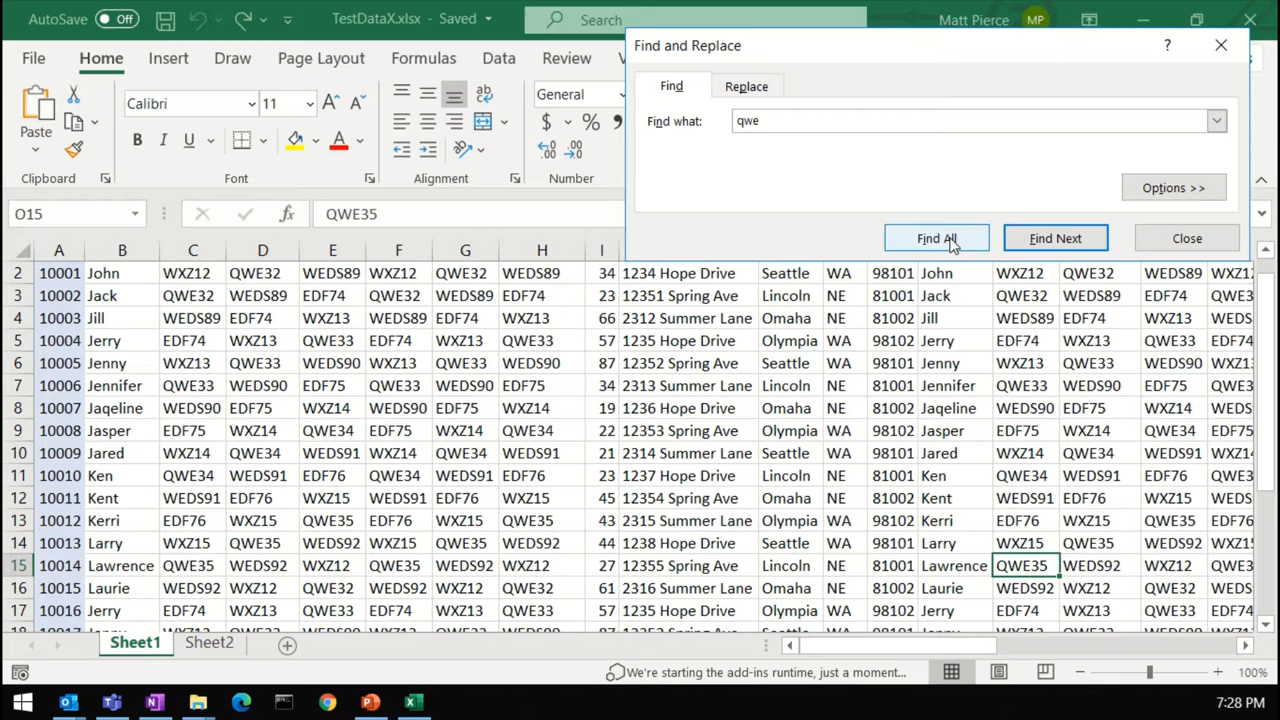 AutoSave Off TestDataX.xlsx - Saved Search Matt Pierce MP
File Home Insert Draw Page Layout Formulas Data Review
Find and Replace ?
Find Replace
Find what: qwe
Options >>
Find All Find Next Close
Paste Calibri 11 B I U General $ %
Clipboard Font Alignment Number
O15 fx QWE35
A B C D E F G H I
2 10001 John WXZ12 QWE32 WEDS89 WXZ12 QWE32 WEDS89 34 1234 Hope Drive Seattle WA 98101 John WXZ12 QWE32 WEDS89 WXZ12
3 10002 Jack QWE32 WEDS89 EDF74 QWE32 WEDS89 EDF74 23 12351 Spring Ave Lincoln NE 81001 Jack QWE32 WEDS89 EDF74 QWE3
4 10003 Jill WEDS89 EDF74 WXZ13 WEDS89 EDF74 WXZ13 66 2312 Summer Lane Omaha NE 81002 Jill WEDS89 EDF74 WXZ13 WEDS
5 10004 Jerry EDF74 WXZ13 QWE33 EDF74 WXZ13 QWE33 57 1235 Hope Drive Olympia WA 98102 Jerry EDF74 WXZ13 QWE33 EDF74
6 10005 Jenny WXZ13 QWE33 WEDS90 WXZ13 QWE33 WEDS90 87 12352 Spring Ave Seattle WA 98101 Jenny WXZ13 QWE33 WEDS90 WXZ13
7 10006 Jennifer QWE33 WEDS90 EDF75 QWE33 WEDS90 EDF75 34 2313 Summer Lane Lincoln NE 81001 Jennifer QWE33 WEDS90 EDF75 QWE3
8 10007 Jaqeline WEDS90 EDF75 WXZ14 WEDS90 EDF75 WXZ14 19 1236 Hope Drive Omaha NE 81002 Jaqeline WEDS90 EDF75 WXZ14 WEDS
9 10008 Jasper EDF75 WXZ14 QWE34 EDF75 WXZ14 QWE34 22 12353 Spring Ave Olympia WA 98102 Jasper EDF75 WXZ14 QWE34 EDF75
10 10009 Jared WXZ14 QWE34 WEDS91 WXZ14 QWE34 WEDS91 21 2314 Summer Lane Seattle WA 98101 Jared WXZ14 QWE34 WEDS91 WXZ14
11 10010 Ken QWE34 WEDS91 EDF76 QWE34 WEDS91 EDF76 23 1237 Hope Drive Lincoln NE 81001 Ken QWE34 WEDS91 EDF76 QWE3
12 10011 Kent WEDS91 EDF76 WXZ15 WEDS91 EDF76 WXZ15 45 12354 Spring Ave Omaha NE 81002 Kent WEDS91 EDF76 WXZ15 WEDS
13 10012 Kerri EDF76 WXZ15 QWE35 EDF76 WXZ15 QWE35 43 2315 Summer Lane Olympia WA 98102 Kerri EDF76 WXZ15 QWE35 EDF76
14 10013 Larry WXZ15 QWE35 WEDS92 WXZ15 QWE35 WEDS92 44 1238 Hope Drive Seattle WA 98101 Larry WXZ15 QWE35 WEDS92 WXZ15
15 10014 Lawrence QWE35 WEDS92 WXZ12 QWE35 WEDS92 WXZ12 27 12355 Spring Ave Lincoln NE 81001 Lawrence QWE35 WEDS92 WXZ12 QWE3
16 10015 Laurie WEDS92 WXZ12 QWE32 WEDS92 WXZ12 QWE32 61 2316 Summer Lane Omaha NE 81002 Laurie WEDS92 WXZ12 QWE32 WEDS
17 10016 Jerry EDF74 WXZ13 QWE33 EDF74 WXZ13 QWE33 57 1235 Hope Drive Olympia WA 98102 Jerry EDF74 WXZ13 QWE33 EDF74
Sheet1 Sheet2
We're starting the add-ins runtime, just a moment... 100%
7:28 PM